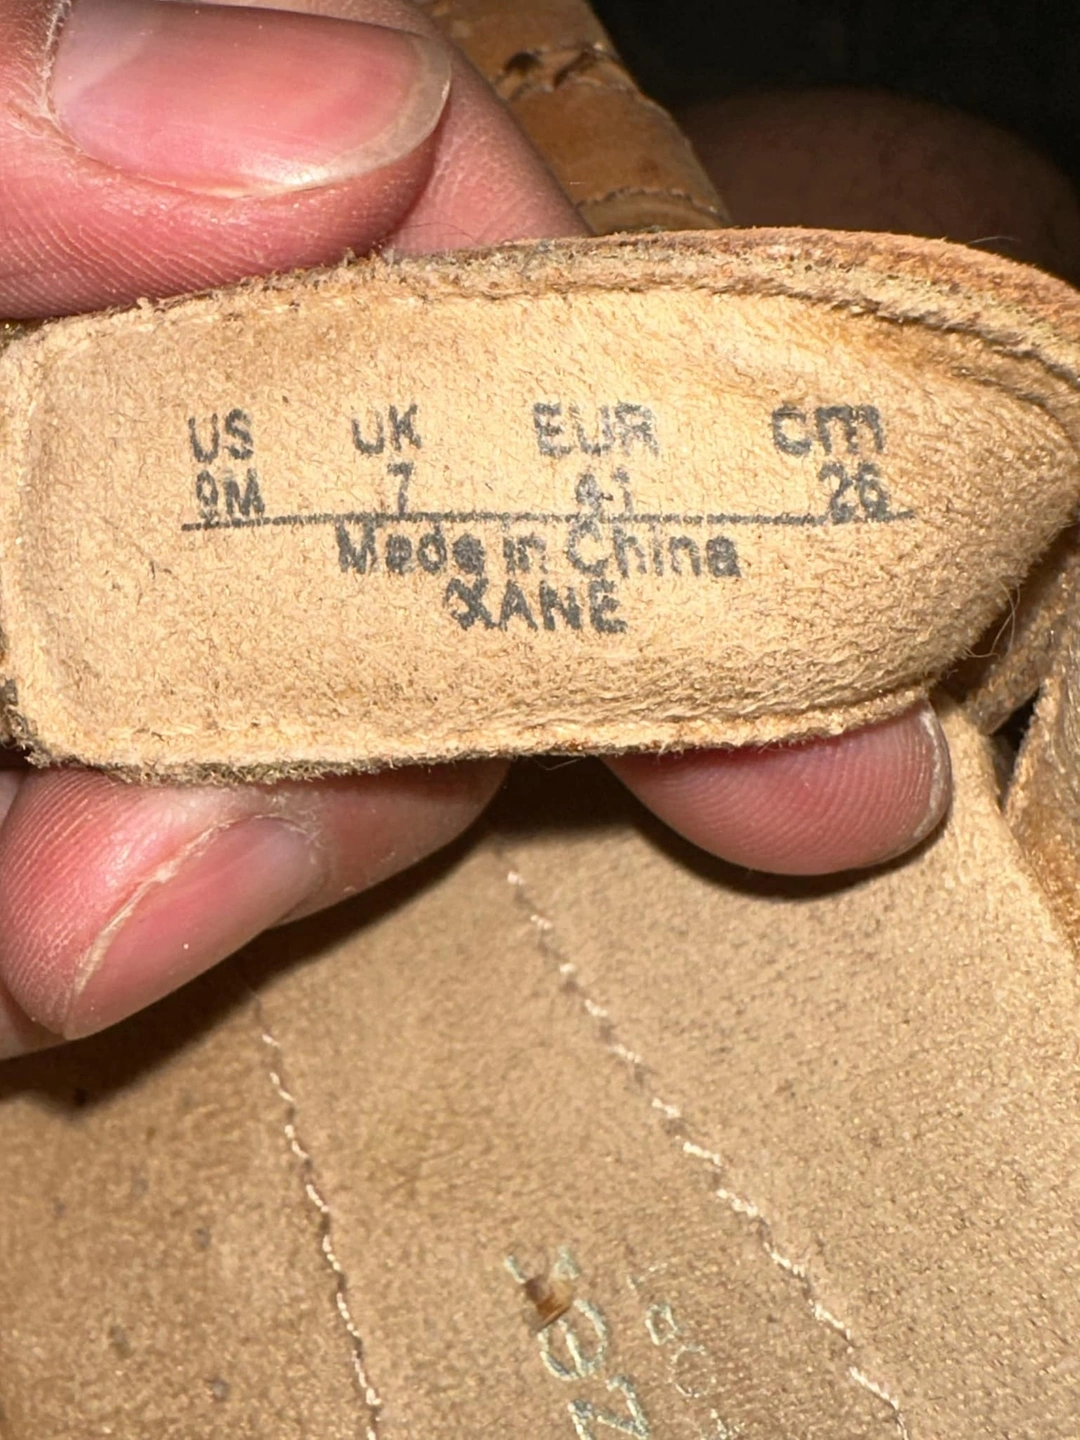 US UK EUR cm
9M 7 41 26
Made in China
XANE